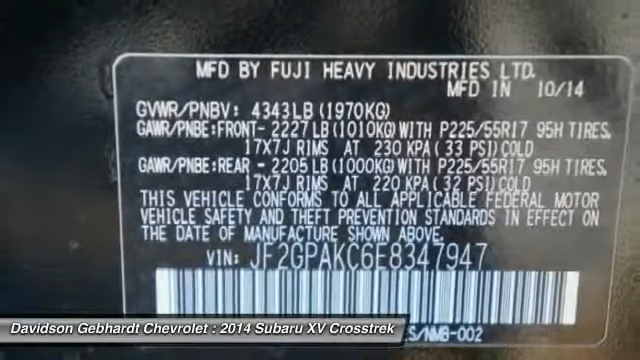 MFD BY FUJI HEAVY INDUSTRIES LTD.
MFD IN 10/14
GVWR/PNBV: 4343LB (1970KG)
GAWR/PNBE:FRONT- 2227 LB (1010KG) WITH P225/55R17 95H TIRES,
17X7J RIMS AT 230 KPA ( 33 PSI) COLD
GAWR/PNBE:REAR - 2205 LB (1000KG) WITH P225/55R17 95H TIRES,
17X7J RIMS AT 220 KPA ( 32 PSI) COLD
THIS VEHICLE CONFORMS TO ALL APPLICABLE FEDERAL MOTOR
VEHICLE SAFETY AND THEFT PREVENTION STANDARDS IN EFFECT ON
THE DATE OF MANUFACTURE SHOWN ABOVE.
VIN: JF2GPAKC6E8347947
Davidson Gebhardt Chevrolet : 2014 Subaru XV Crosstrek
/NMB-002